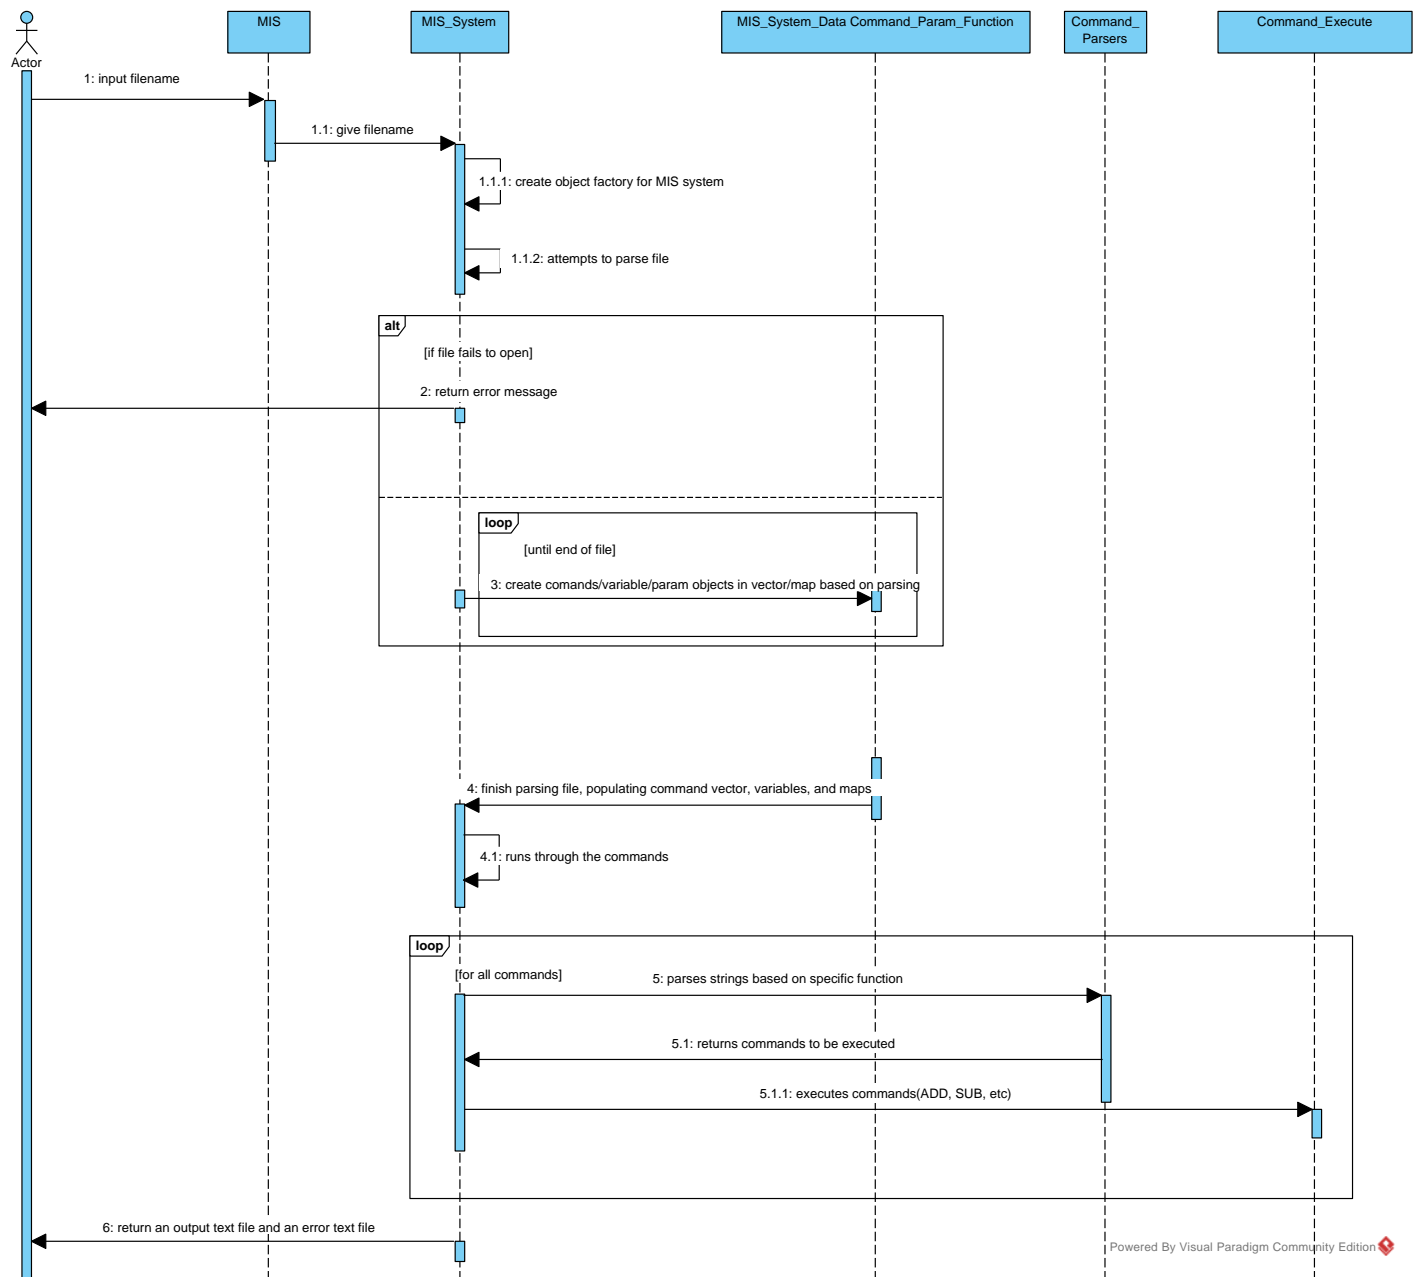 Actor
MIS
MIS_System
MIS_System_Data Command_Param_Function
Command_
Parsers
Command_Execute
1: input filename
1.1: give filename
1.1.1: create object factory for MIS system
1.1.2: attempts to parse file
alt
[if file fails to open]
2: return error message
loop
[until end of file]
3: create comands/variable/param objects in vector/map based on parsing
4: finish parsing file, populating command vector, variables, and maps
4.1: runs through the commands
loop
[for all commands]
5: parses strings based on specific function
5.1: returns commands to be executed
5.1.1: executes commands(ADD, SUB, etc)
6: return an output text file and an error text file
Powered By Visual Paradigm Community Edition